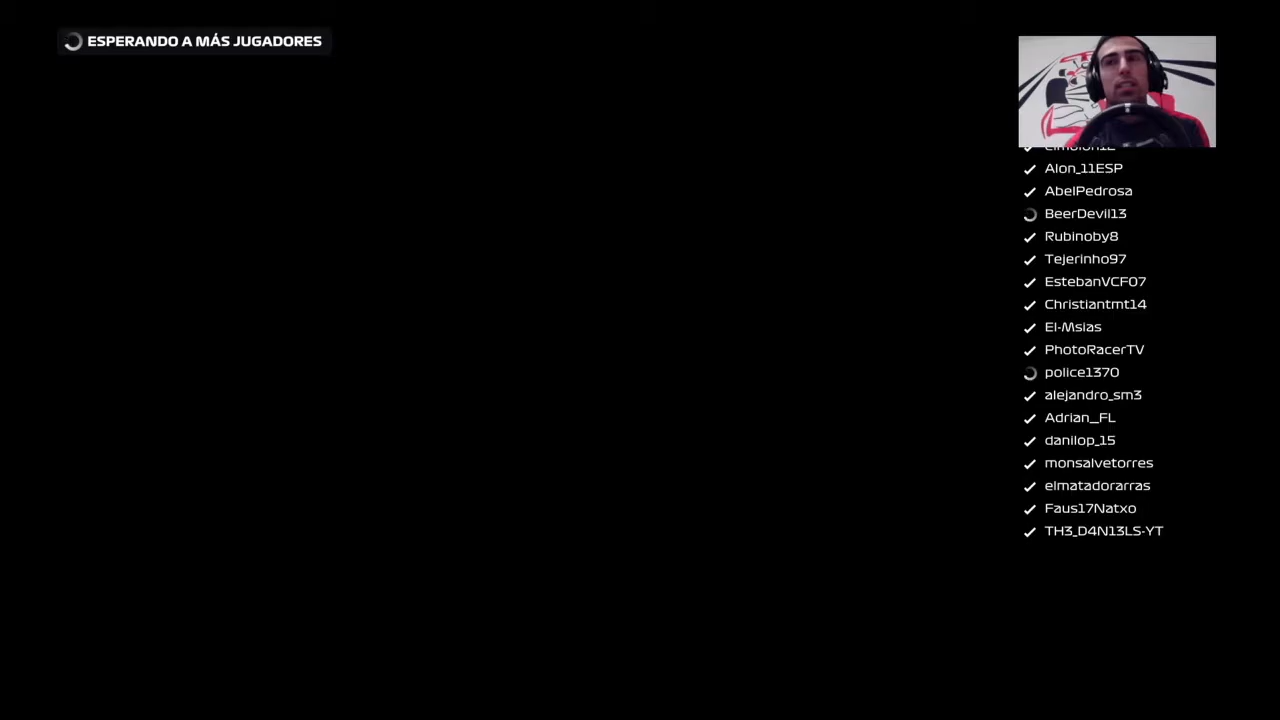 ESPERANDO A MÁS JUGADORES
Alon_11ESP
AbelPedrosa
BeerDevil13
Rubinoby8
Tejerinho97
EstebanVCF07
Christiantmt14
El-Msias
PhotoRacerTV
police1370
alejandro_sm3
Adrian__FL
danilop_15
monsalvetorres
elmatadorarras
Faus17Natxo
TH3_D4N13LS-YT